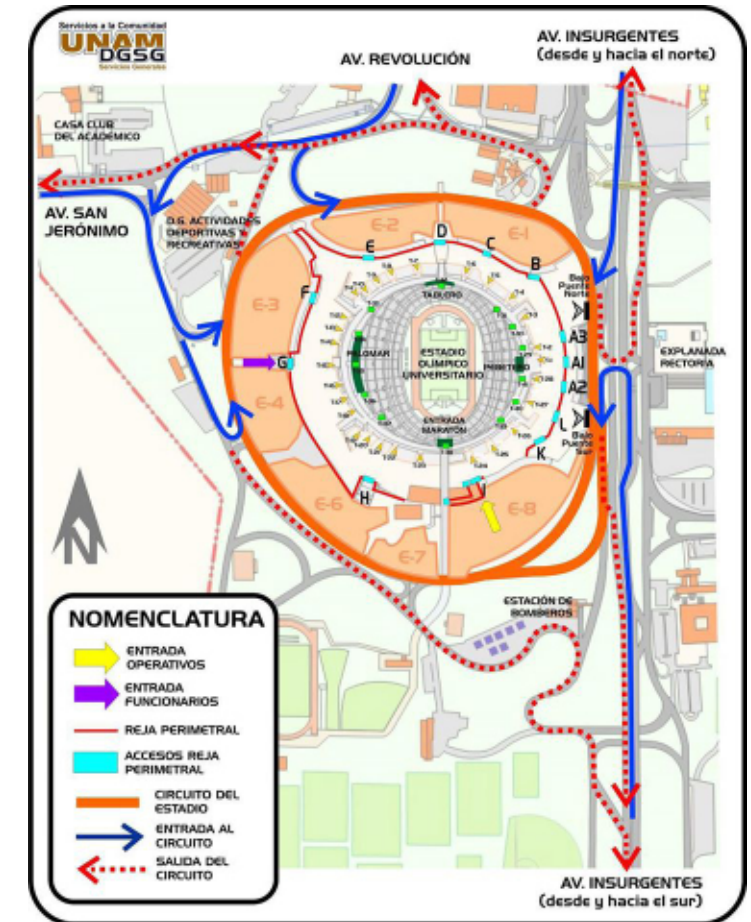 Servicios a la Comunidad
UNAM
DGSG
Servicios Generales
AV. REVOLUCIÓN
AV. INSURGENTES
(desde y hacia el norte)
CASA CLUB
DEL ACADÉMICO
AV. SAN
JERÓNIMO
D.G. ACTIVIDADES
DEPORTIVAS Y
RECREATIVAS
E-2
D
E-1
E
C
B
Bajo
Puente
Norte
E-3
F
TABLERO
A3
PALOMAR
ESTADIO
OLÍMPICO
UNIVERSITARIO
PEBETERO
A1
EXPLANADA
RECTORÍA
G
A2
E-4
ENTRADA
MARATÓN
L
Bajo
Puente
Sur
K
H
J
E-6
E-8
E-7
N
ESTACIÓN DE
BOMBEROS
NOMENCLATURA
ENTRADA
OPERATIVOS
ENTRADA
FUNCIONARIOS
REJA PERIMETRAL
ACCESOS REJA
PERIMETRAL
CIRCUITO DEL
ESTADIO
ENTRADA AL
CIRCUITO
SALIDA DEL
CIRCUITO
AV. INSURGENTES
(desde y hacia el sur)